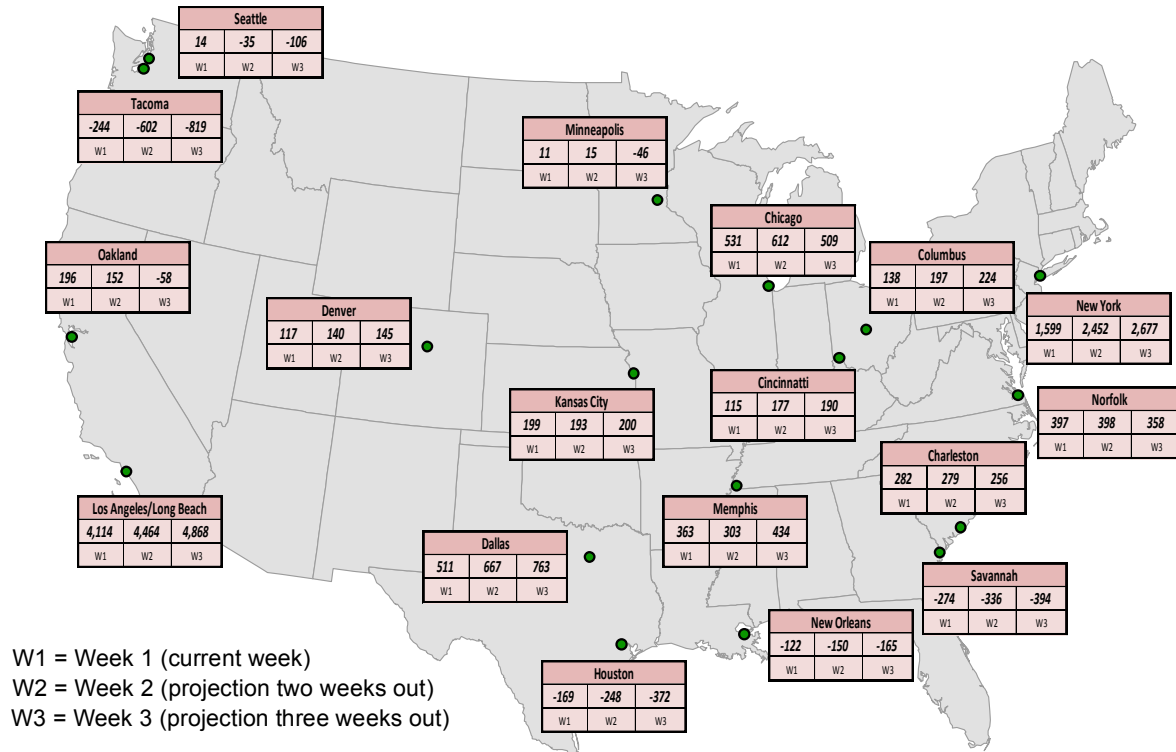 Seattle
14 -35 -106
W1 W2 W3
Tacoma
-244 -602 -819
W1 W2 W3
Minneapolis
11 15 -46
W1 W2 W3
Chicago
531 612 509
W1 W2 W3
Oakland
196 152 -58
W1 W2 W3
Columbus
138 197 224
W1 W2 W3
Denver
117 140 145
W1 W2 W3
New York
1,599 2,452 2,677
W1 W2 W3
Cincinnatti
115 177 190
W1 W2 W3
Kansas City
199 193 200
W1 W2 W3
Norfolk
397 398 358
W1 W2 W3
Charleston
282 279 256
W1 W2 W3
Los Angeles/Long Beach
4,114 4,464 4,868
W1 W2 W3
Memphis
363 303 434
W1 W2 W3
Dallas
511 667 763
W1 W2 W3
Savannah
-274 -336 -394
W1 W2 W3
New Orleans
-122 -150 -165
W1 W2 W3
Houston
-169 -248 -372
W1 W2 W3
W1 = Week 1 (current week)
W2 = Week 2 (projection two weeks out)
W3 = Week 3 (projection three weeks out)